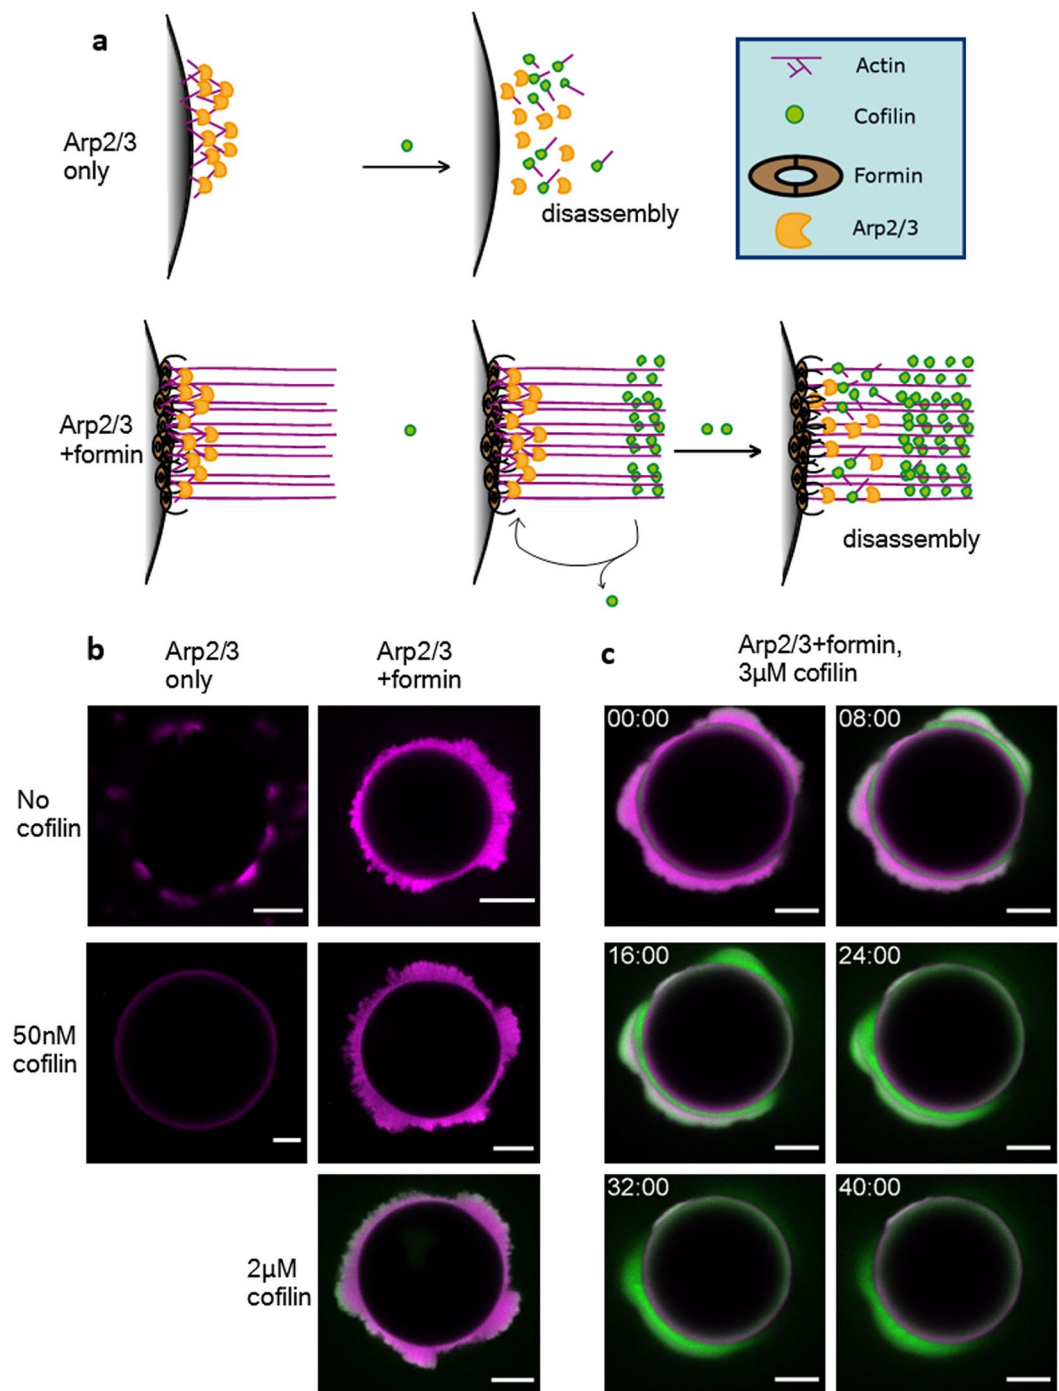 a
Arp2/3
only
disassembly
Actin
Cofilin
Formin
Arp2/3
Arp2/3
+formin
disassembly
b
Arp2/3
only
Arp2/3
+formin
No
cofilin
50nM
cofilin
2μM
cofilin
c
Arp2/3+formin,
3μM cofilin
00:00
08:00
16:00
24:00
32:00
40:00